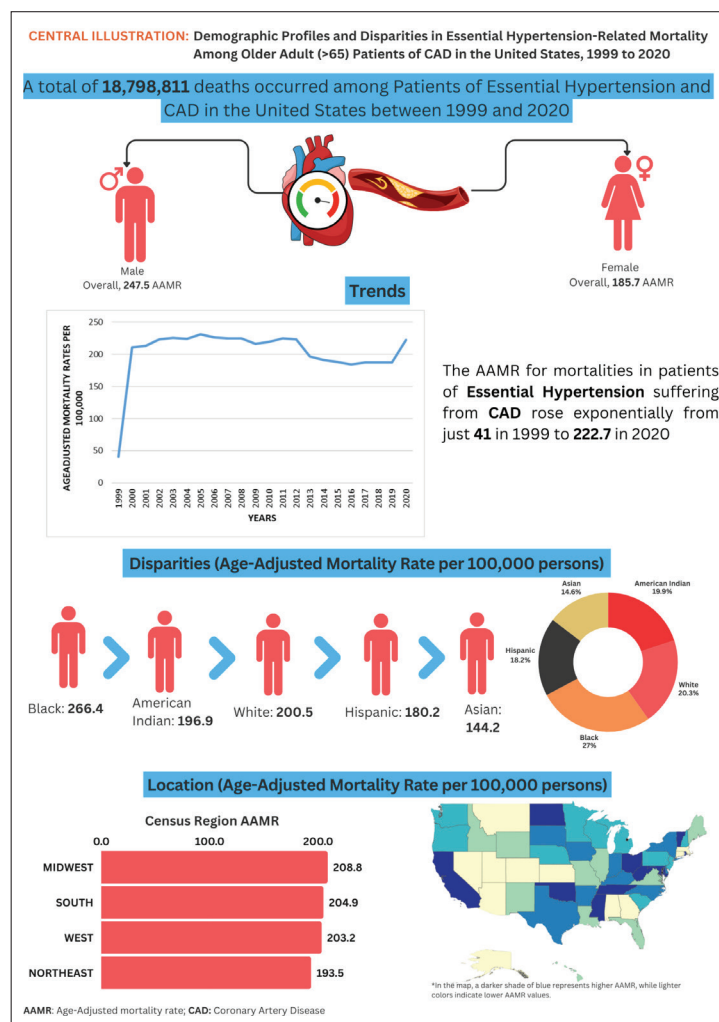 CENTRAL ILLUSTRATION: Demographic Profiles and Disparities in Essential Hypertension-Related Mortality
Among Older Adult (>65) Patients of CAD in the United States, 1999 to 2020
A total of 18,798,811 deaths occurred among Patients of Essential Hypertension and
CAD in the United States between 1999 and 2020
Male
Overall, 247.5 AAMR
Female
Overall, 185.7 AAMR
Trends
AGEADJUSTED MORTALITY RATES PER
100,000
250
200
150
100
50
0
1999
2000
2001
2002
2003
2004
2005
2006
2007
2008
2009
2010
2011
2012
2013
2014
2015
2016
2017
2018
2019
2020
YEARS
The AAMR for mortalities in patients
of Essential Hypertension suffering
from CAD rose exponentially from
just 41 in 1999 to 222.7 in 2020
Disparities (Age-Adjusted Mortality Rate per 100,000 persons)
Black: 266.4
American
Indian: 196.9
White: 200.5
Hispanic: 180.2
Asian:
144.2
Asian
14.6%
American Indian
19.9%
Hispanic
18.2%
White
20.3%
Black
27%
Location (Age-Adjusted Mortality Rate per 100,000 persons)
Census Region AAMR
0.0 100.0 200.0
MIDWEST 208.8
SOUTH 204.9
WEST 203.2
NORTHEAST 193.5
*In the map, a darker shade of blue represents higher AAMR, while lighter
colors indicate lower AAMR values.
AAMR: Age-Adjusted mortality rate; CAD: Coronary Artery Disease